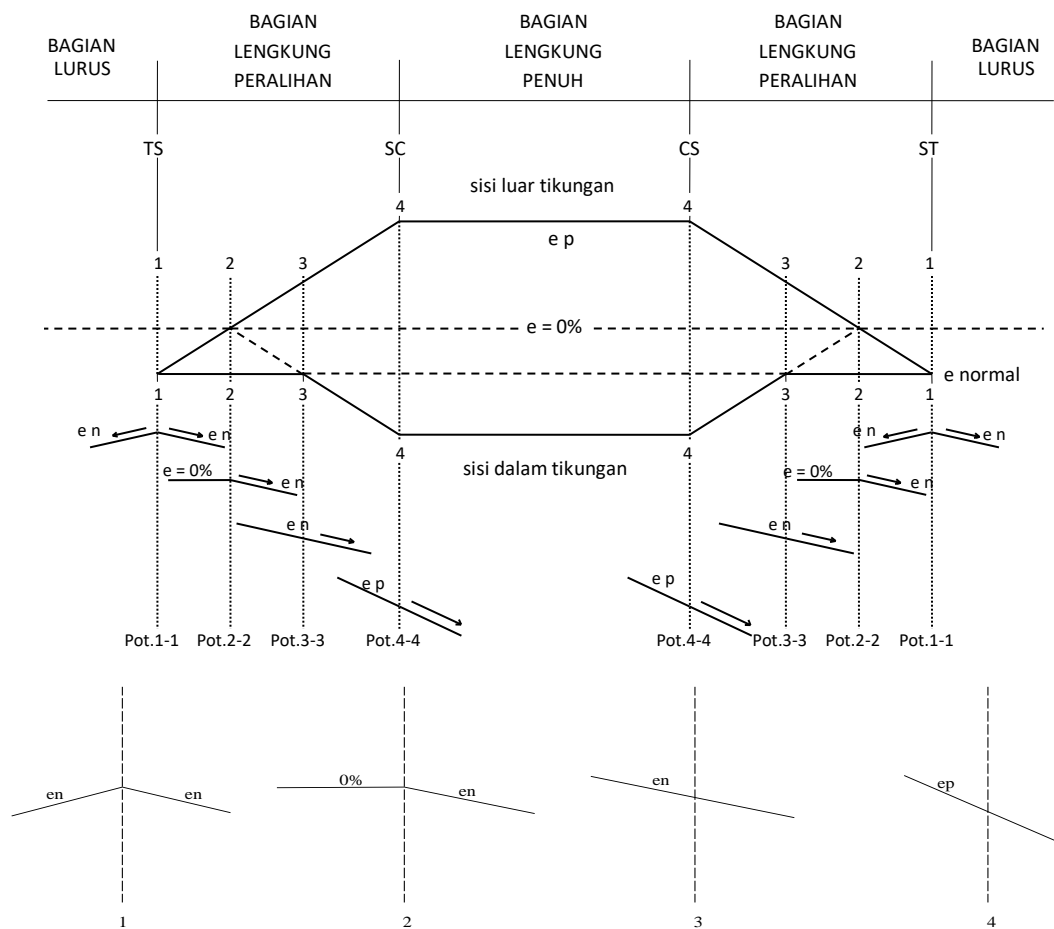 BAGIAN
LURUS
BAGIAN
LENGKUNG
PERALIHAN
BAGIAN
LENGKUNG
PENUH
BAGIAN
LENGKUNG
PERALIHAN
BAGIAN
LURUS
TS
SC
CS
ST
sisi luar tikungan
4
4
e p
1
2
3
3
2
1
e = 0%
e normal
1
2
3
3
2
1
e n
e n
e n
e n
4
4
sisi dalam tikungan
e = 0%
e n
e = 0%
e n
e n
e n
e p
e p
Pot.1-1
Pot.2-2
Pot.3-3
Pot.4-4
Pot.4-4
Pot.3-3
Pot.2-2
Pot.1-1
en
en
0%
en
en
ep
1
2
3
4